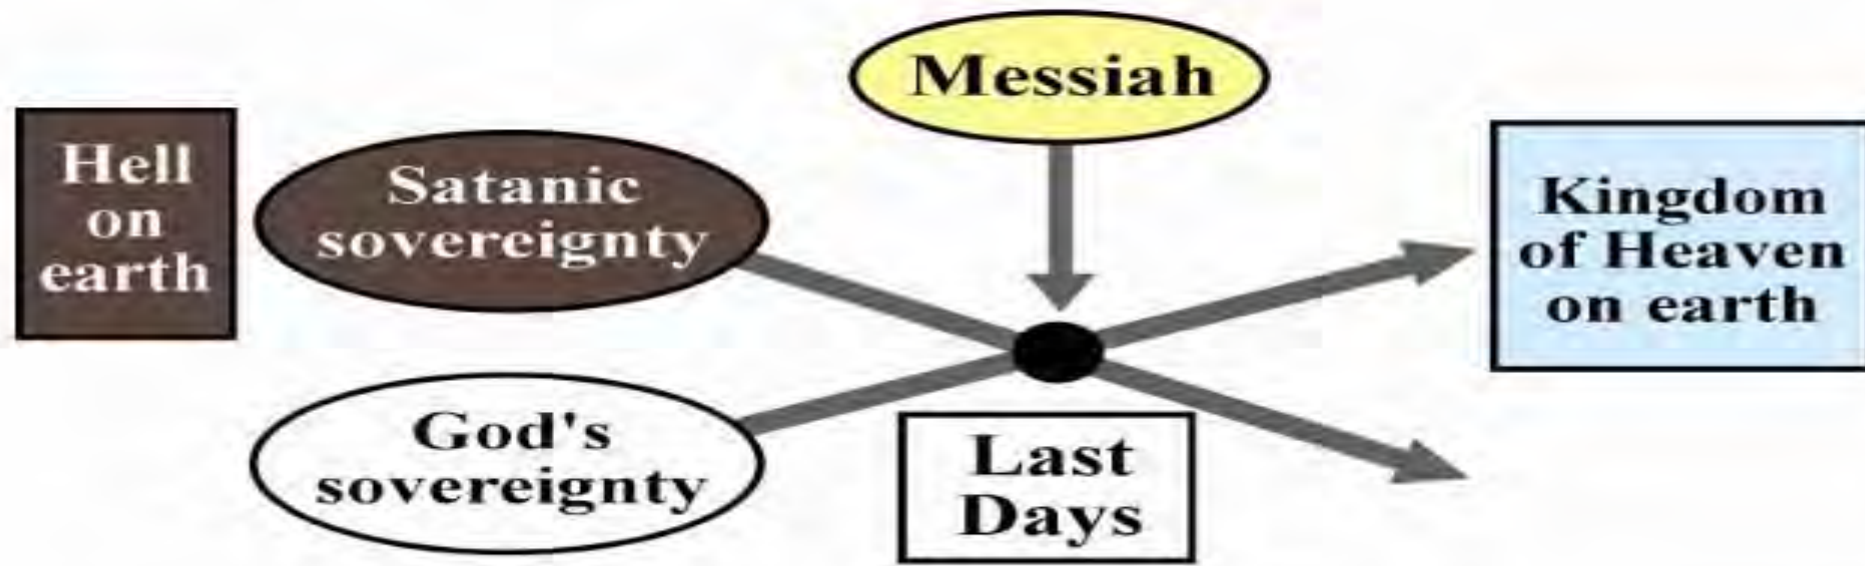 Messiah
Hell
on
earth
Satanic
sovereignty
Kingdom
of Heaven
on earth
God's
sovereignty
Last
Days